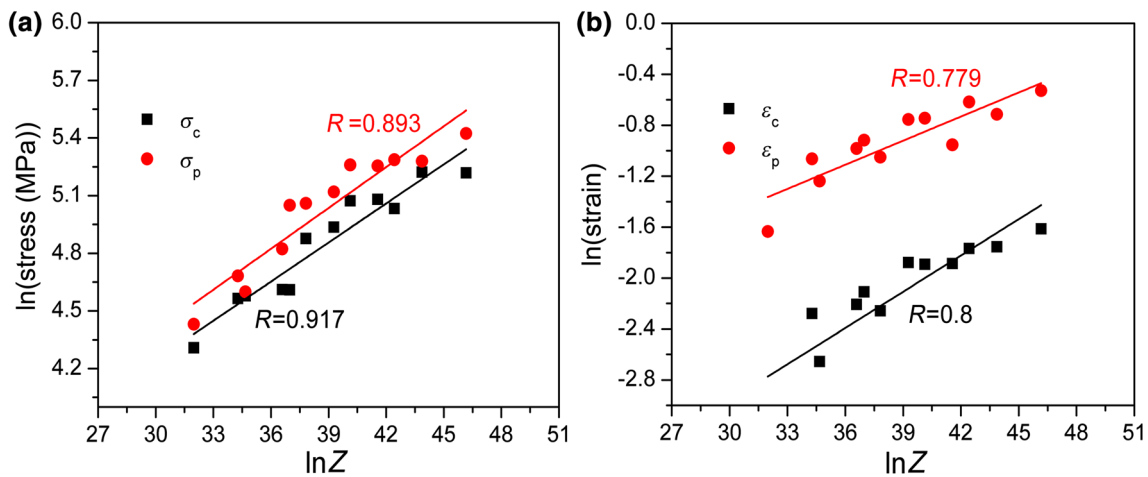 (a)
ln(stress (MPa))
6.0
5.7
5.4
5.1
4.8
4.5
4.2
σc
σp
R=0.893
R=0.917
27 30 33 36 39 42 45 48 51
lnZ
(b)
ln(strain)
0.0
-0.4
-0.8
-1.2
-1.6
-2.0
-2.4
-2.8
εc
εp
R=0.779
R=0.8
27 30 33 36 39 42 45 48 51
lnZ